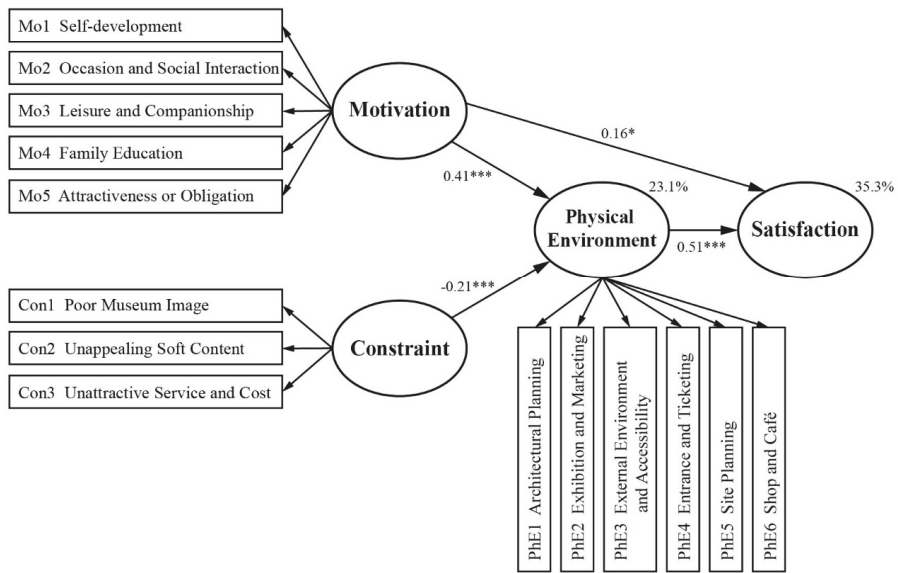 Mo1 Self-development
Mo2 Occasion and Social Interaction
Mo3 Leisure and Companionship
Mo4 Family Education
Mo5 Attractiveness or Obligation
Motivation
0.16*
0.41***
23.1%
35.3%
Physical
Environment
0.51***
Satisfaction
-0.21***
Con1 Poor Museum Image
Con2 Unappealing Soft Content
Con3 Unattractive Service and Cost
Constraint
PhE1 Architectural Planning
PhE2 Exhibition and Marketing
PhE3 External Environment
and Accessibility
PhE4 Entrance and Ticketing
PhE5 Site Planning
PhE6 Shop and Café